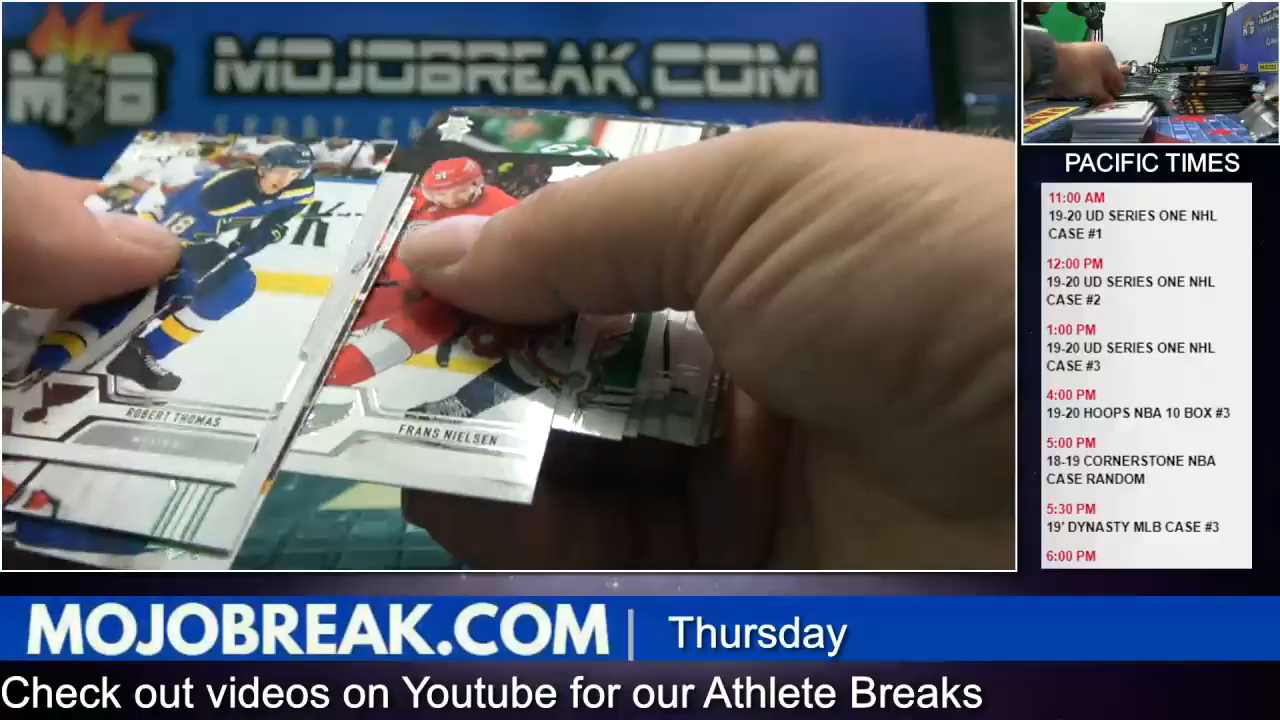 MOJOBREAK.COM
MB
18
91
ROBERT THOMAS
FRANS NIELSEN
PACIFIC TIMES
11:00 AM
19-20 UD SERIES ONE NHL
CASE #1
12:00 PM
19-20 UD SERIES ONE NHL
CASE #2
1:00 PM
19-20 UD SERIES ONE NHL
CASE #3
4:00 PM
19-20 HOOPS NBA 10 BOX #3
5:00 PM
18-19 CORNERSTONE NBA
CASE RANDOM
5:30 PM
19' DYNASTY MLB CASE #3
6:00 PM
MOJOBREAK.COM | Thursday
Check out videos on Youtube for our Athlete Breaks